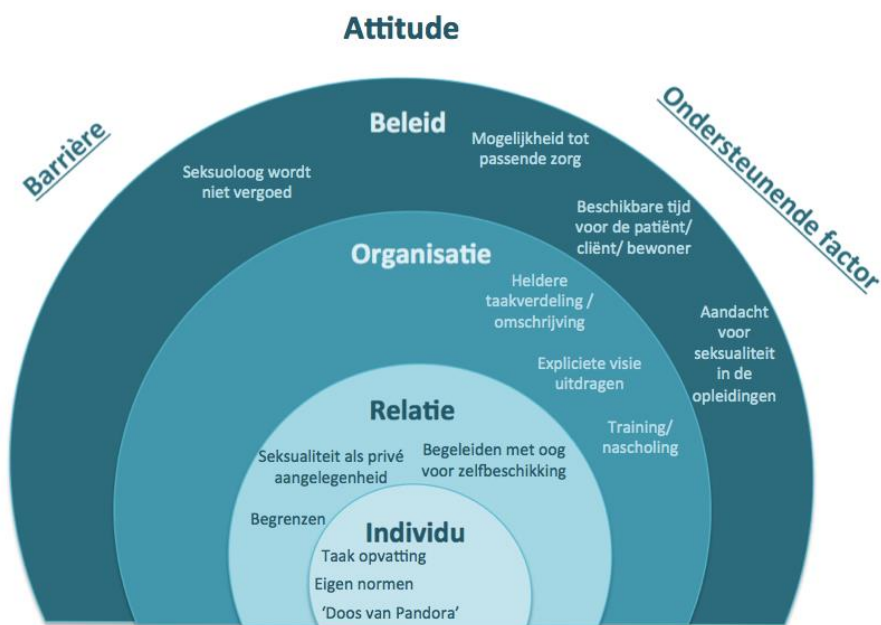 Attitude
Barrière
Ondersteunende factor
Beleid
Seksuoloog wordt
niet vergoed
Mogelijkheid tot
passende zorg
Beschikbare tijd
voor de patiënt/
cliënt/ bewoner
Aandacht
voor
seksualiteit
in de
opleidingen
Organisatie
Heldere
taakverdeling /
omschrijving
Expliciete visie
uitdragen
Training/
nascholing
Relatie
Seksualiteit als privé
aangelegenheid
Begeleiden met oog
voor zelfbeschikking
Begrenzen
Individu
Taak opvatting
Eigen normen
‘Doos van Pandora’